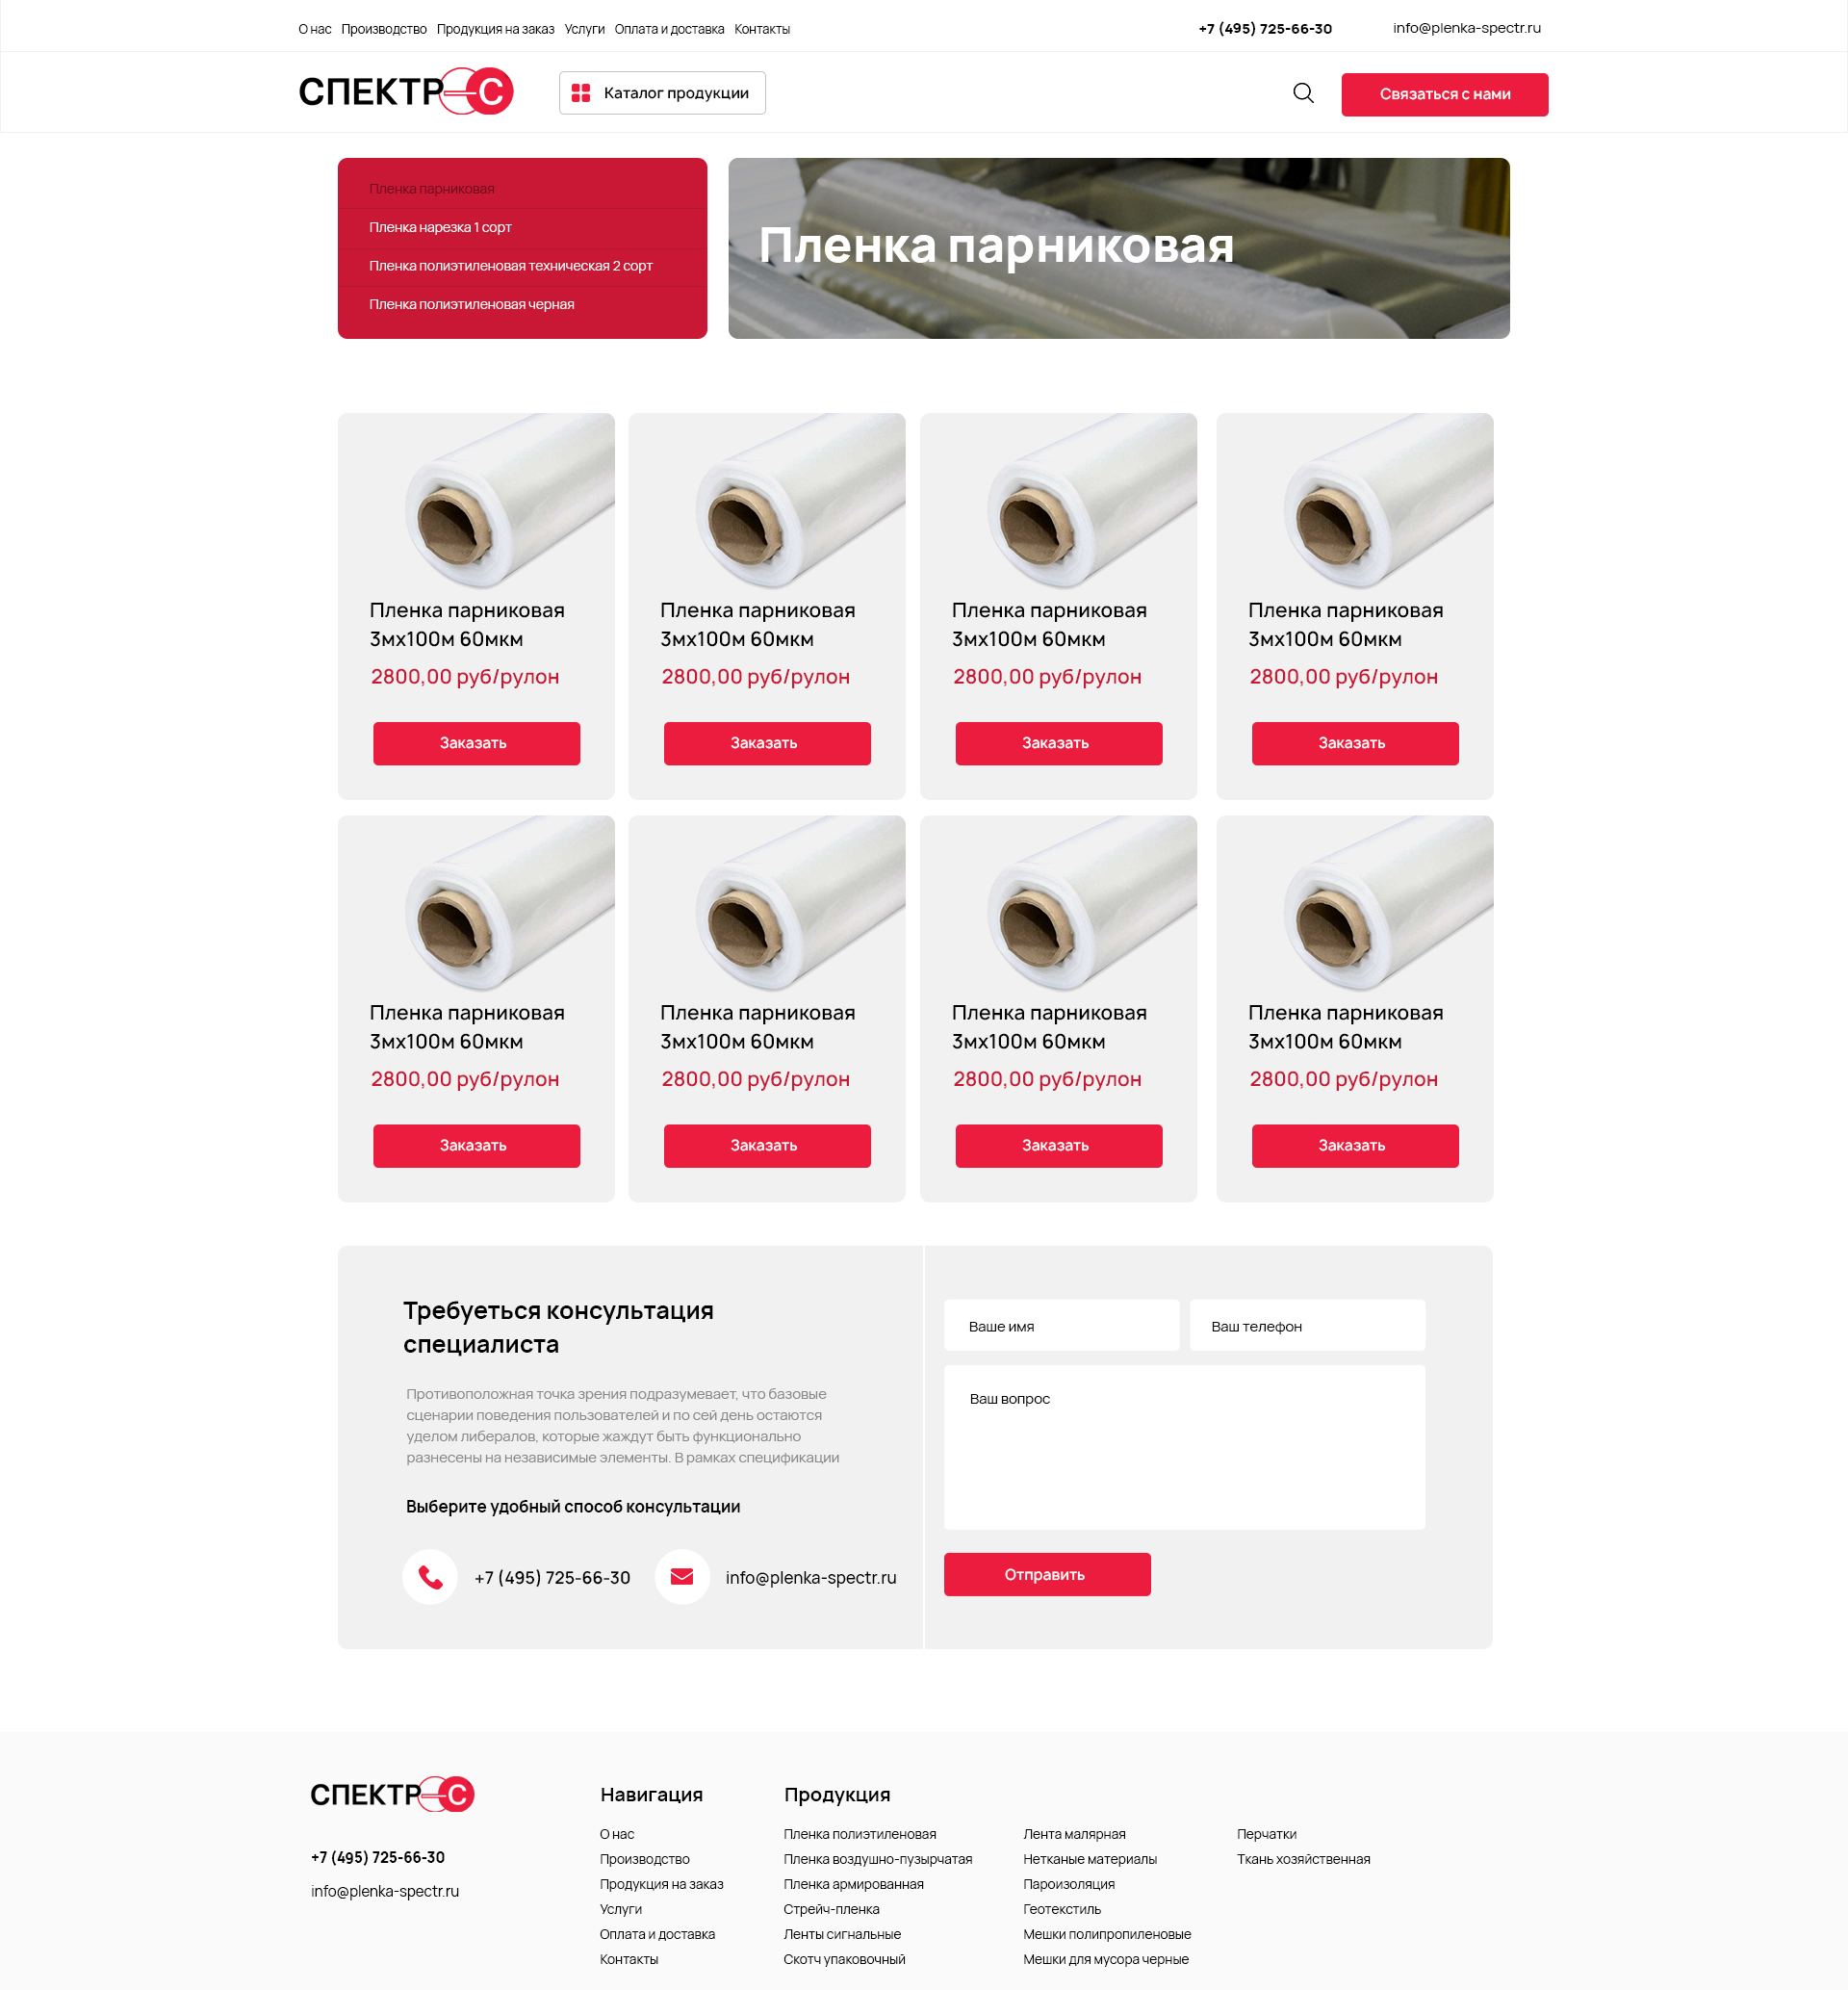 О нас Производство Продукция на заказ Услуги Оплата и доставка Контакты +7 (495) 725-66-30 info@plenka-spectr.ru
СПЕКТР С Каталог продукции Связаться с нами
Пленка парниковая
Пленка нарезка 1 сорт
Пленка полиэтиленовая техническая 2 сорт
Пленка полиэтиленовая черная
Пленка парниковая
Пленка парниковая
3мх100м 60мкм
2800,00 руб/рулон
Заказать
Пленка парниковая
3мх100м 60мкм
2800,00 руб/рулон
Заказать
Пленка парниковая
3мх100м 60мкм
2800,00 руб/рулон
Заказать
Пленка парниковая
3мх100м 60мкм
2800,00 руб/рулон
Заказать
Пленка парниковая
3мх100м 60мкм
2800,00 руб/рулон
Заказать
Пленка парниковая
3мх100м 60мкм
2800,00 руб/рулон
Заказать
Пленка парниковая
3мх100м 60мкм
2800,00 руб/рулон
Заказать
Пленка парниковая
3мх100м 60мкм
2800,00 руб/рулон
Заказать
Требуеться консультация
специалиста
Противоположная точка зрения подразумевает, что базовые
сценарии поведения пользователей и по сей день остаются
уделом либералов, которые жаждут быть функционально
разнесены на независимые элементы. В рамках спецификации
Выберите удобный способ консультации
+7 (495) 725-66-30 info@plenka-spectr.ru
Ваше имя Ваш телефон
Ваш вопрос
Отправить
СПЕКТР С
+7 (495) 725-66-30
info@plenka-spectr.ru
Навигация
О нас
Производство
Продукция на заказ
Услуги
Оплата и доставка
Контакты
Продукция
Пленка полиэтиленовая
Пленка воздушно-пузырчатая
Пленка армированная
Стрейч-пленка
Ленты сигнальные
Скотч упаковочный
Лента малярная
Нетканые материалы
Пароизоляция
Геотекстиль
Мешки полипропиленовые
Мешки для мусора черные
Перчатки
Ткань хозяйственная